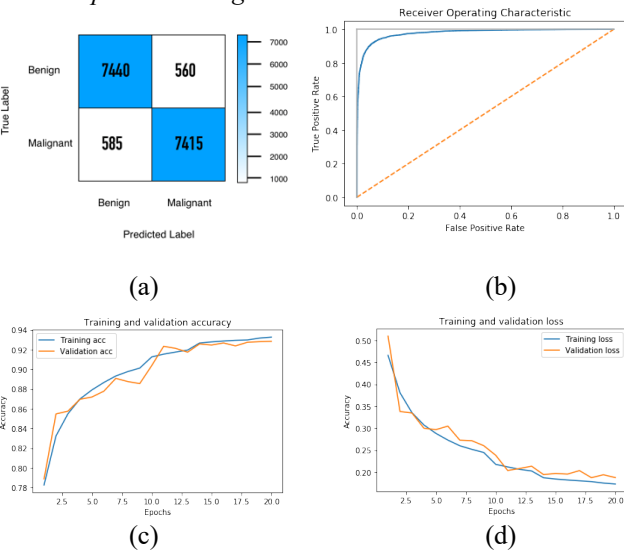 Benign
7440
560
Malignant
585
7415
True Label
Benign
Malignant
Predicted Label
7000
6000
5000
4000
3000
2000
1000
(a)
Receiver Operating Characteristic
True Positive Rate
1.0
0.8
0.6
0.4
0.2
0.0
0.0 0.2 0.4 0.6 0.8 1.0
False Positive Rate
(b)
Training and validation accuracy
Training acc
Validation acc
Accuracy
0.94
0.92
0.90
0.88
0.86
0.84
0.82
0.80
0.78
2.5 5.0 7.5 10.0 12.5 15.0 17.5 20.0
Epochs
(c)
Training and validation loss
Training loss
Validation loss
Accuracy
0.50
0.45
0.40
0.35
0.30
0.25
0.20
2.5 5.0 7.5 10.0 12.5 15.0 17.5 20.0
Epochs
(d)